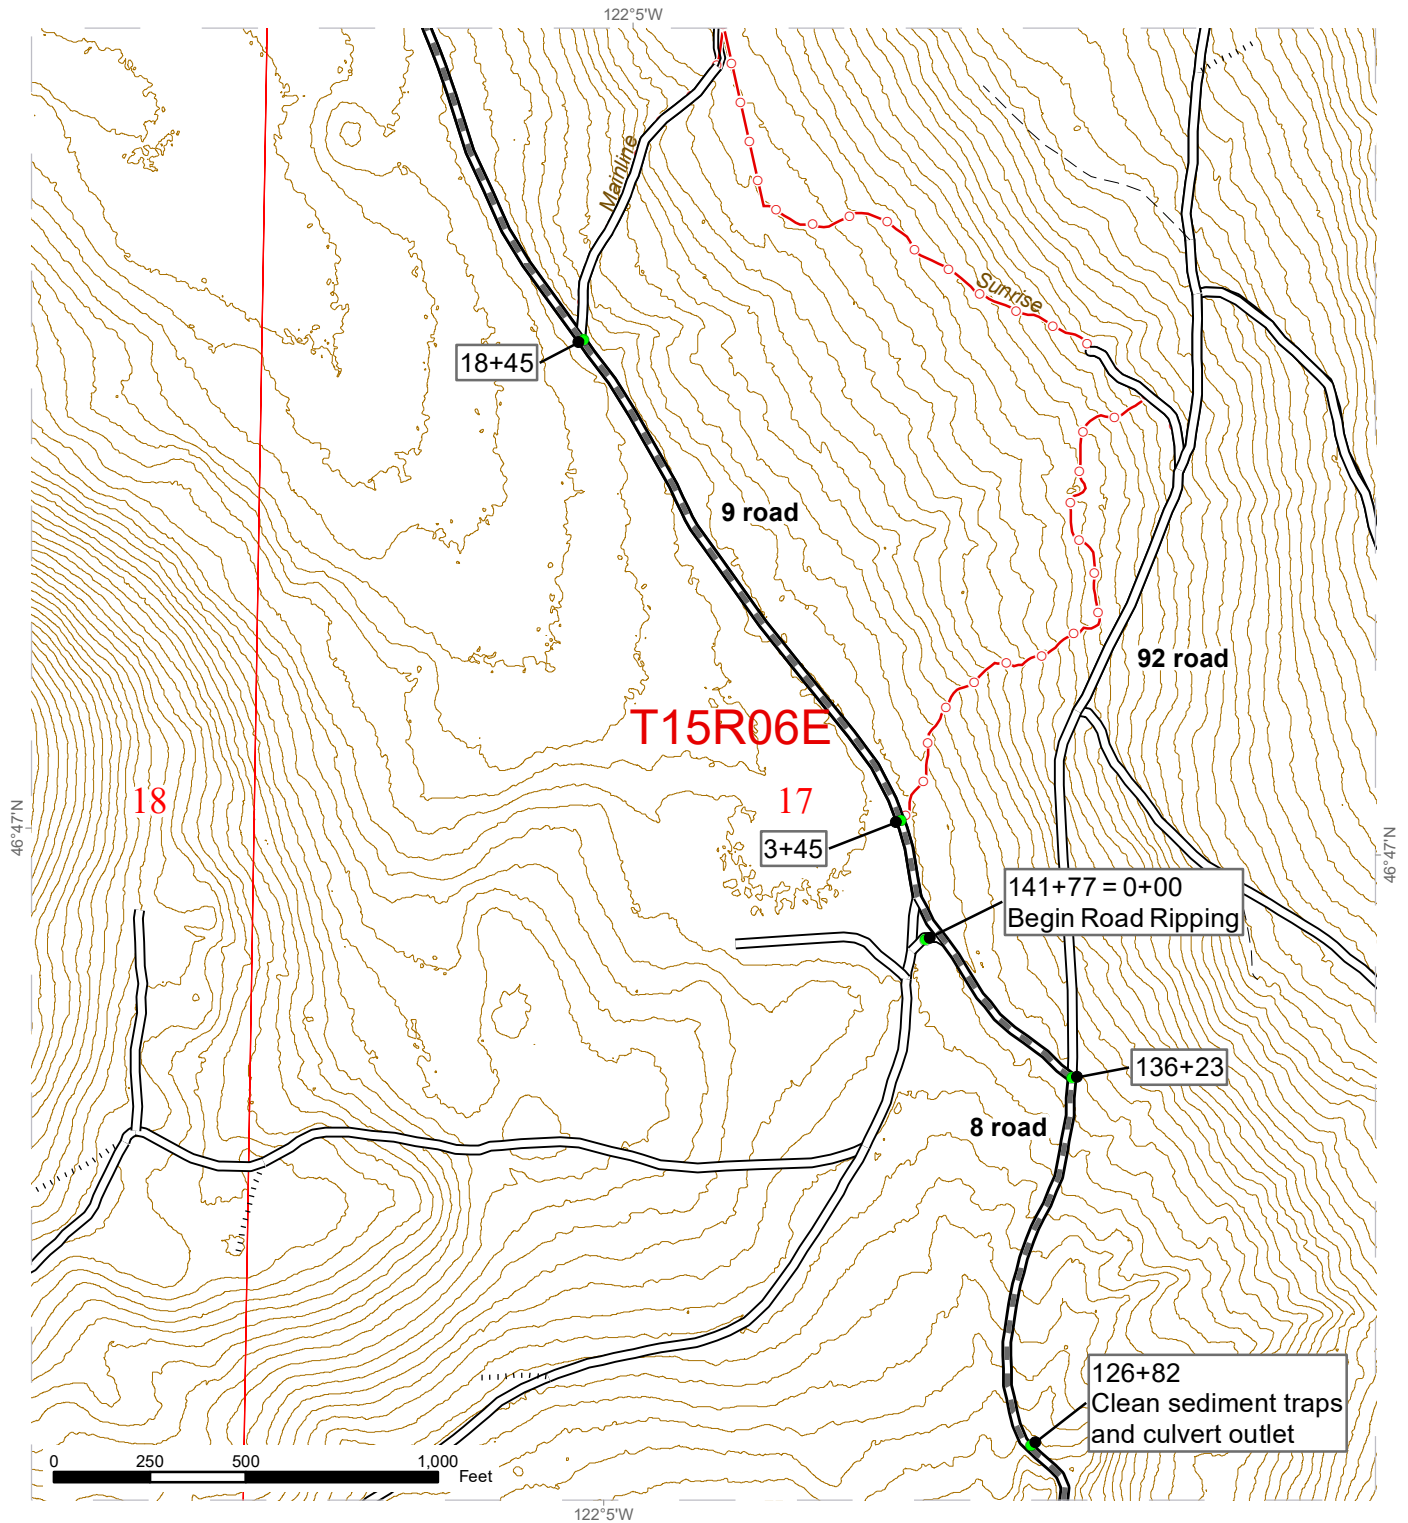 122°5'W
Mainline
Sunrise
18+45
9 road
92 road
T15R06E
18
17
46°47'N
46°47'N
3+45
141+77 = 0+00
Begin Road Ripping
136+23
8 road
126+82
Clean sediment traps
and culvert outlet
0 250 500 1,000
Feet
122°5'W